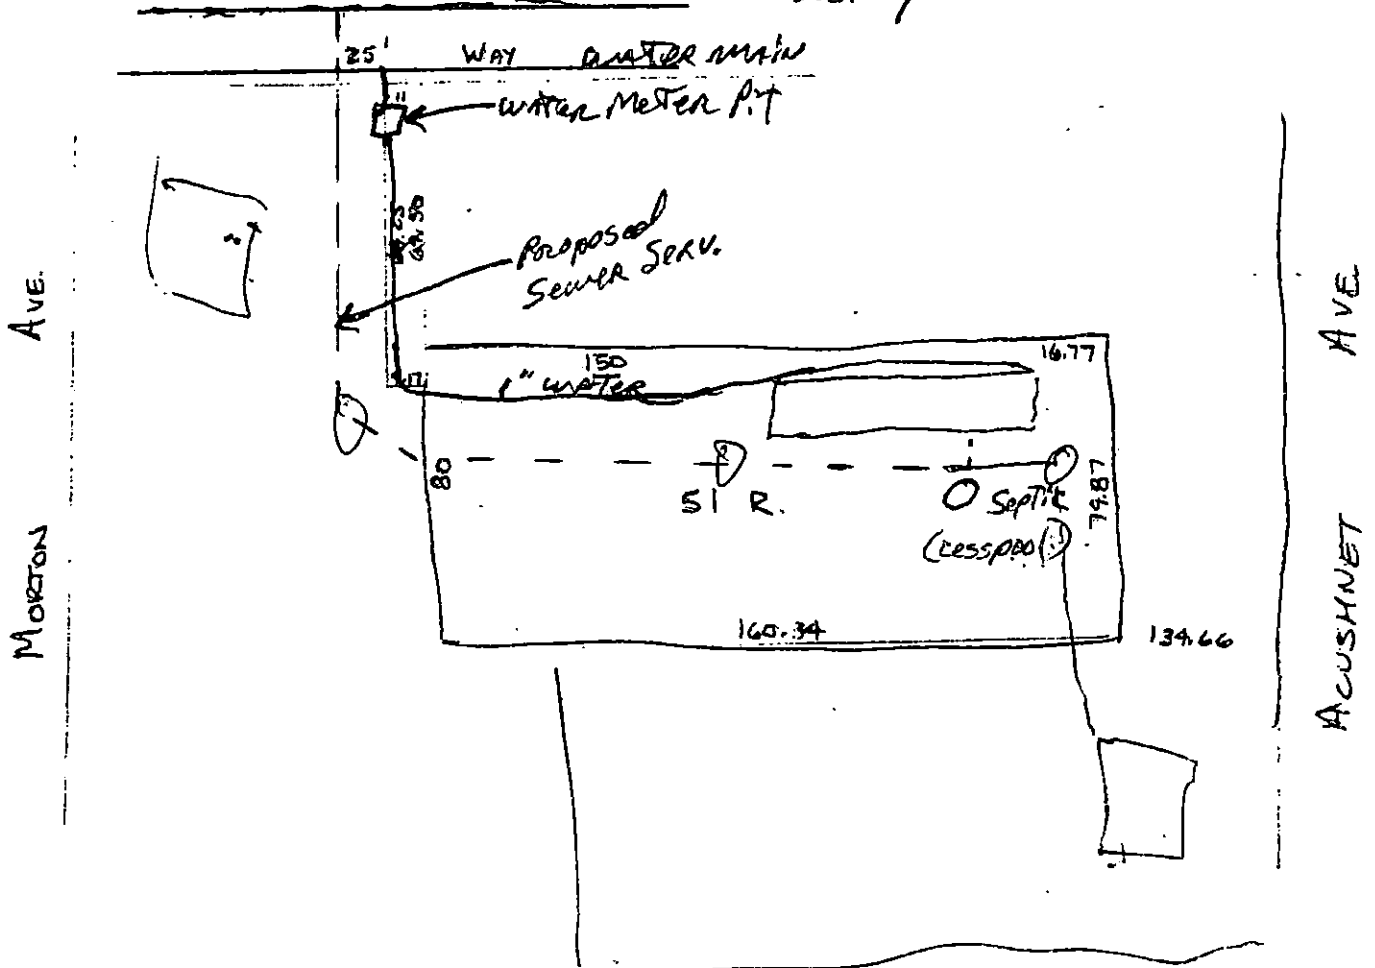 25'
WAY
WATER MAIN
WATER METER PIT
Proposed
Sewer Serv.
AVE.
MORTON
150
16.77
1" WATER
80
51 R.
Septic
(cesspool)
79.87
160.34
134.66
AVE
ACUSHNET